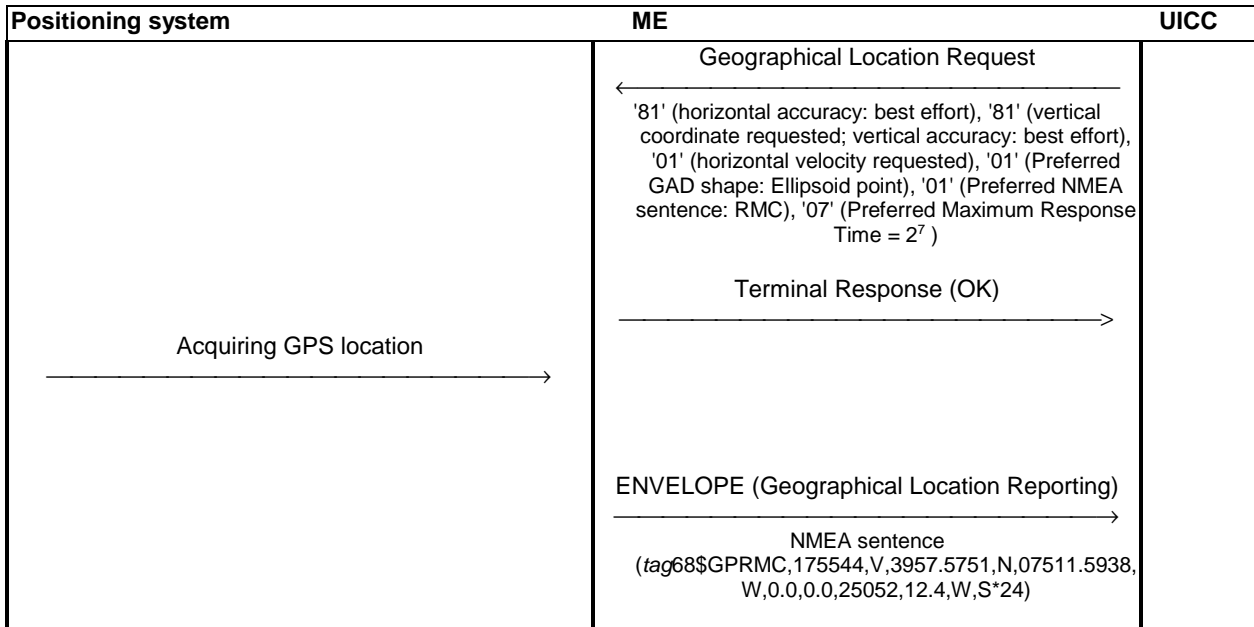 Positioning system ME UICC
Geographical Location Request
'81' (horizontal accuracy: best effort), '81' (vertical
coordinate requested; vertical accuracy: best effort),
'01' (horizontal velocity requested), '01' (Preferred
GAD shape: Ellipsoid point), '01' (Preferred NMEA
sentence: RMC), '07' (Preferred Maximum Response
Time = 2⁷ )
Terminal Response (OK)
Acquiring GPS location
ENVELOPE (Geographical Location Reporting)
NMEA sentence
(tag68$GPRMC,175544,V,3957.5751,N,07511.5938,
W,0.0,0.0,25052,12.4,W,S*24)